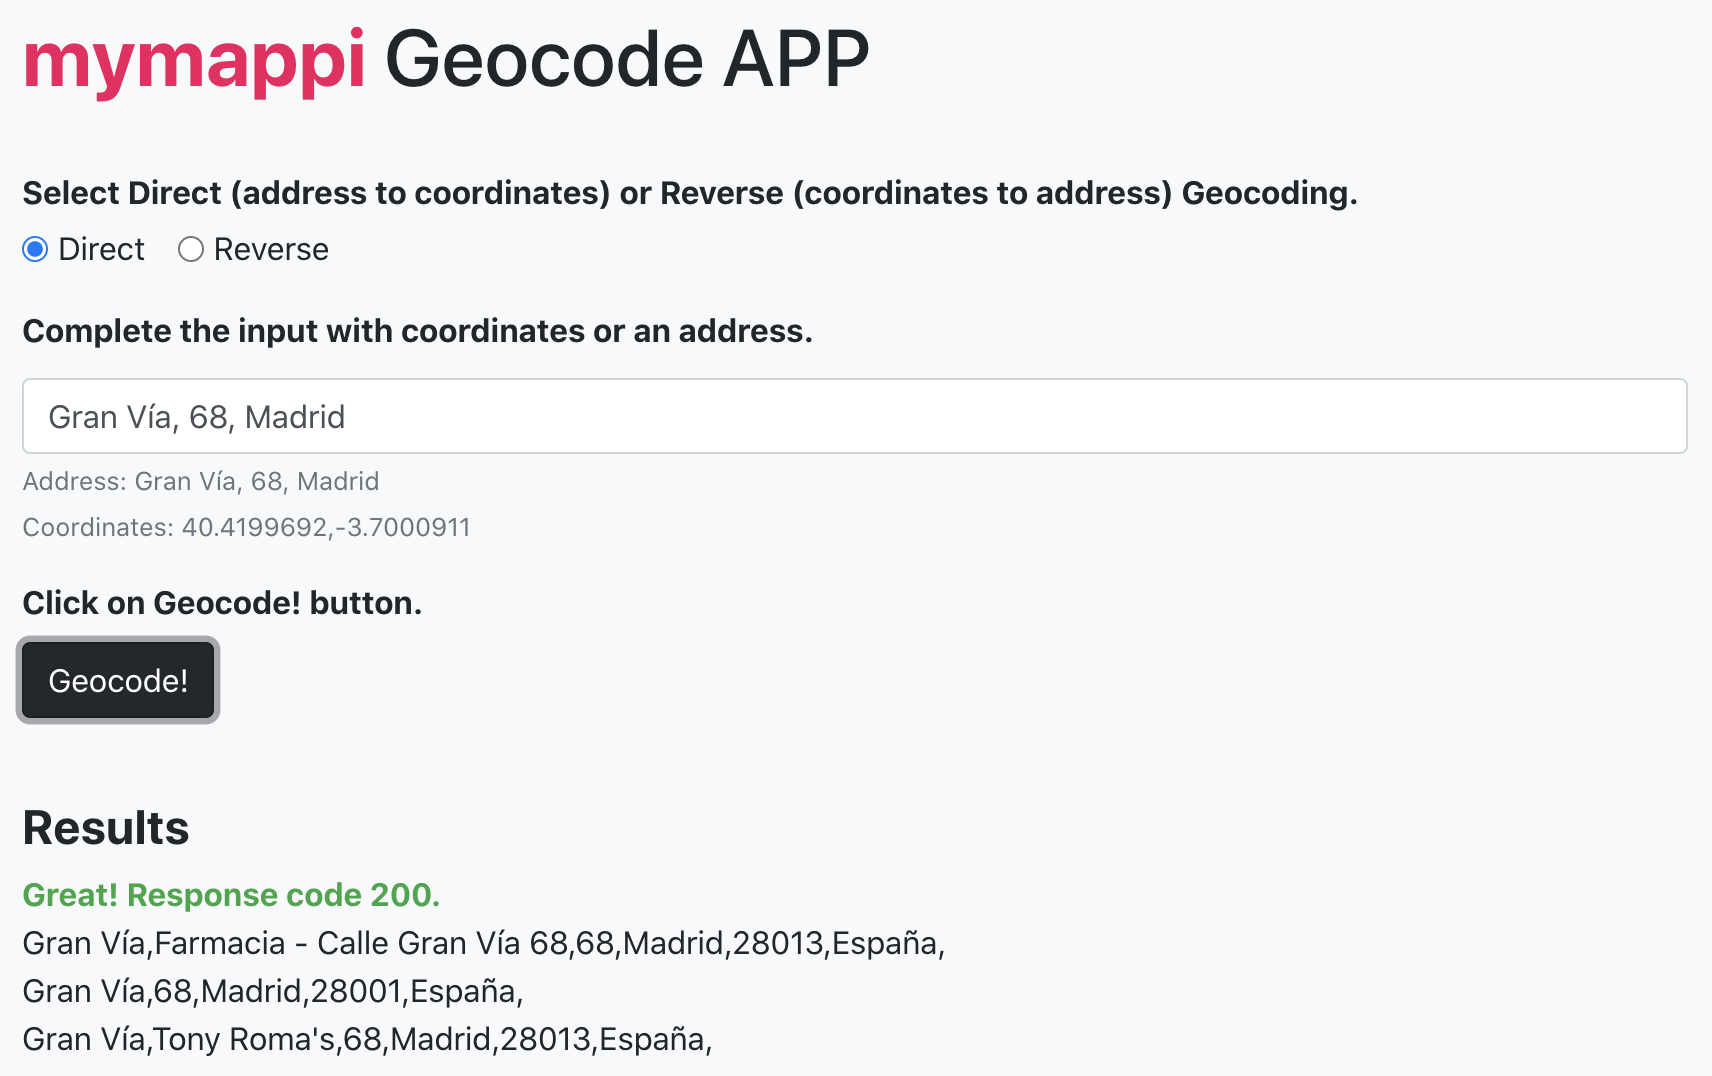 mymappi Geocode APP
Select Direct (address to coordinates) or Reverse (coordinates to address) Geocoding.
Direct Reverse
Complete the input with coordinates or an address.
Gran Vía, 68, Madrid
Address: Gran Vía, 68, Madrid
Coordinates: 40.4199692,-3.7000911
Click on Geocode! button.
Geocode!
Results
Great! Response code 200.
Gran Vía,Farmacia - Calle Gran Vía 68,68,Madrid,28013,España,
Gran Vía,68,Madrid,28001,España,
Gran Vía,Tony Roma's,68,Madrid,28013,España,